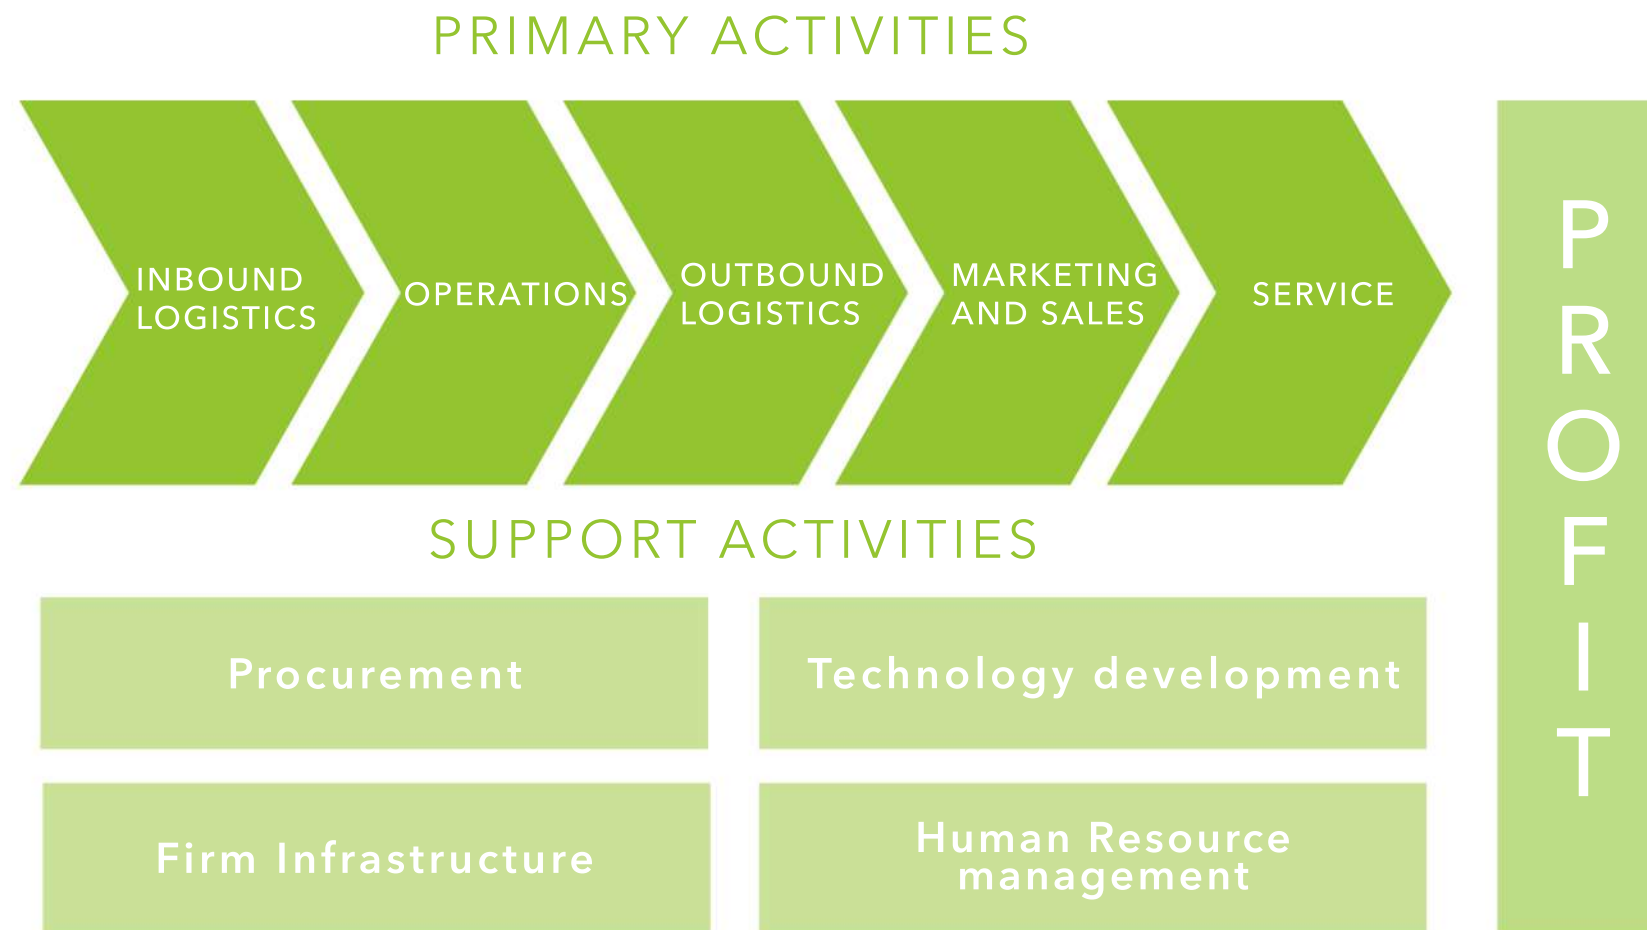 PRIMARY ACTIVITIES
INBOUND
LOGISTICS
OPERATIONS
OUTBOUND
LOGISTICS
MARKETING
AND SALES
SERVICE
PROFIT
SUPPORT ACTIVITIES
Procurement
Technology development
Firm Infrastructure
Human Resource
management